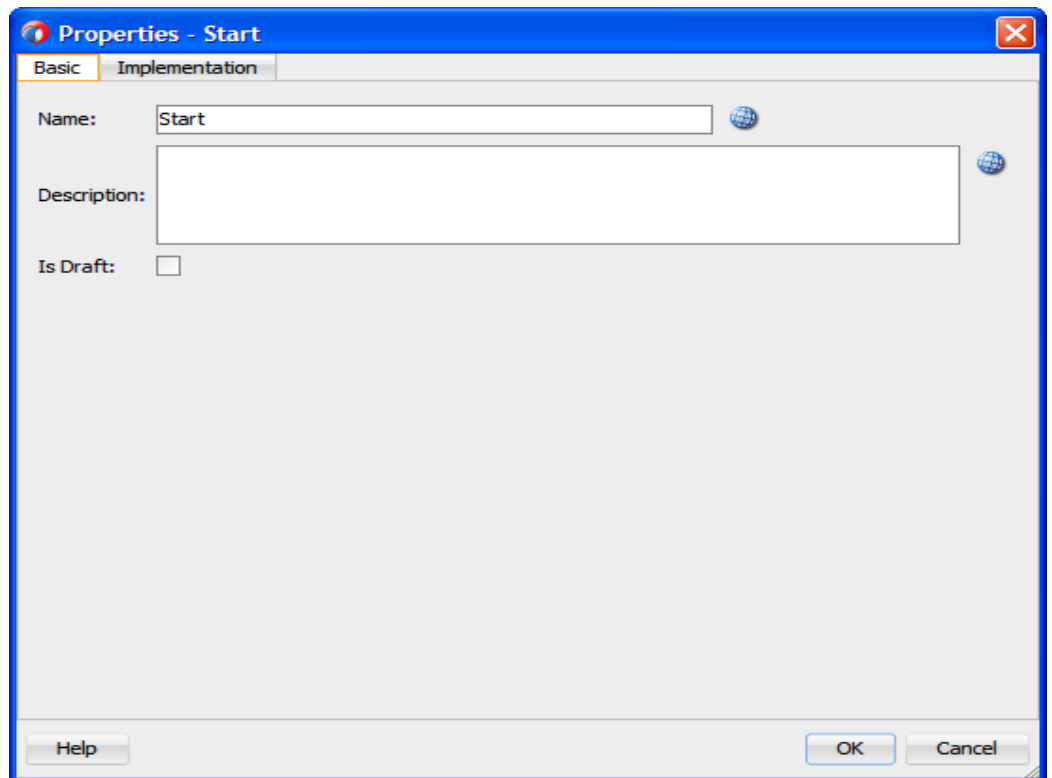 Properties - Start
Basic Implementation
Name: Start
Description:
Is Draft:
Help OK Cancel